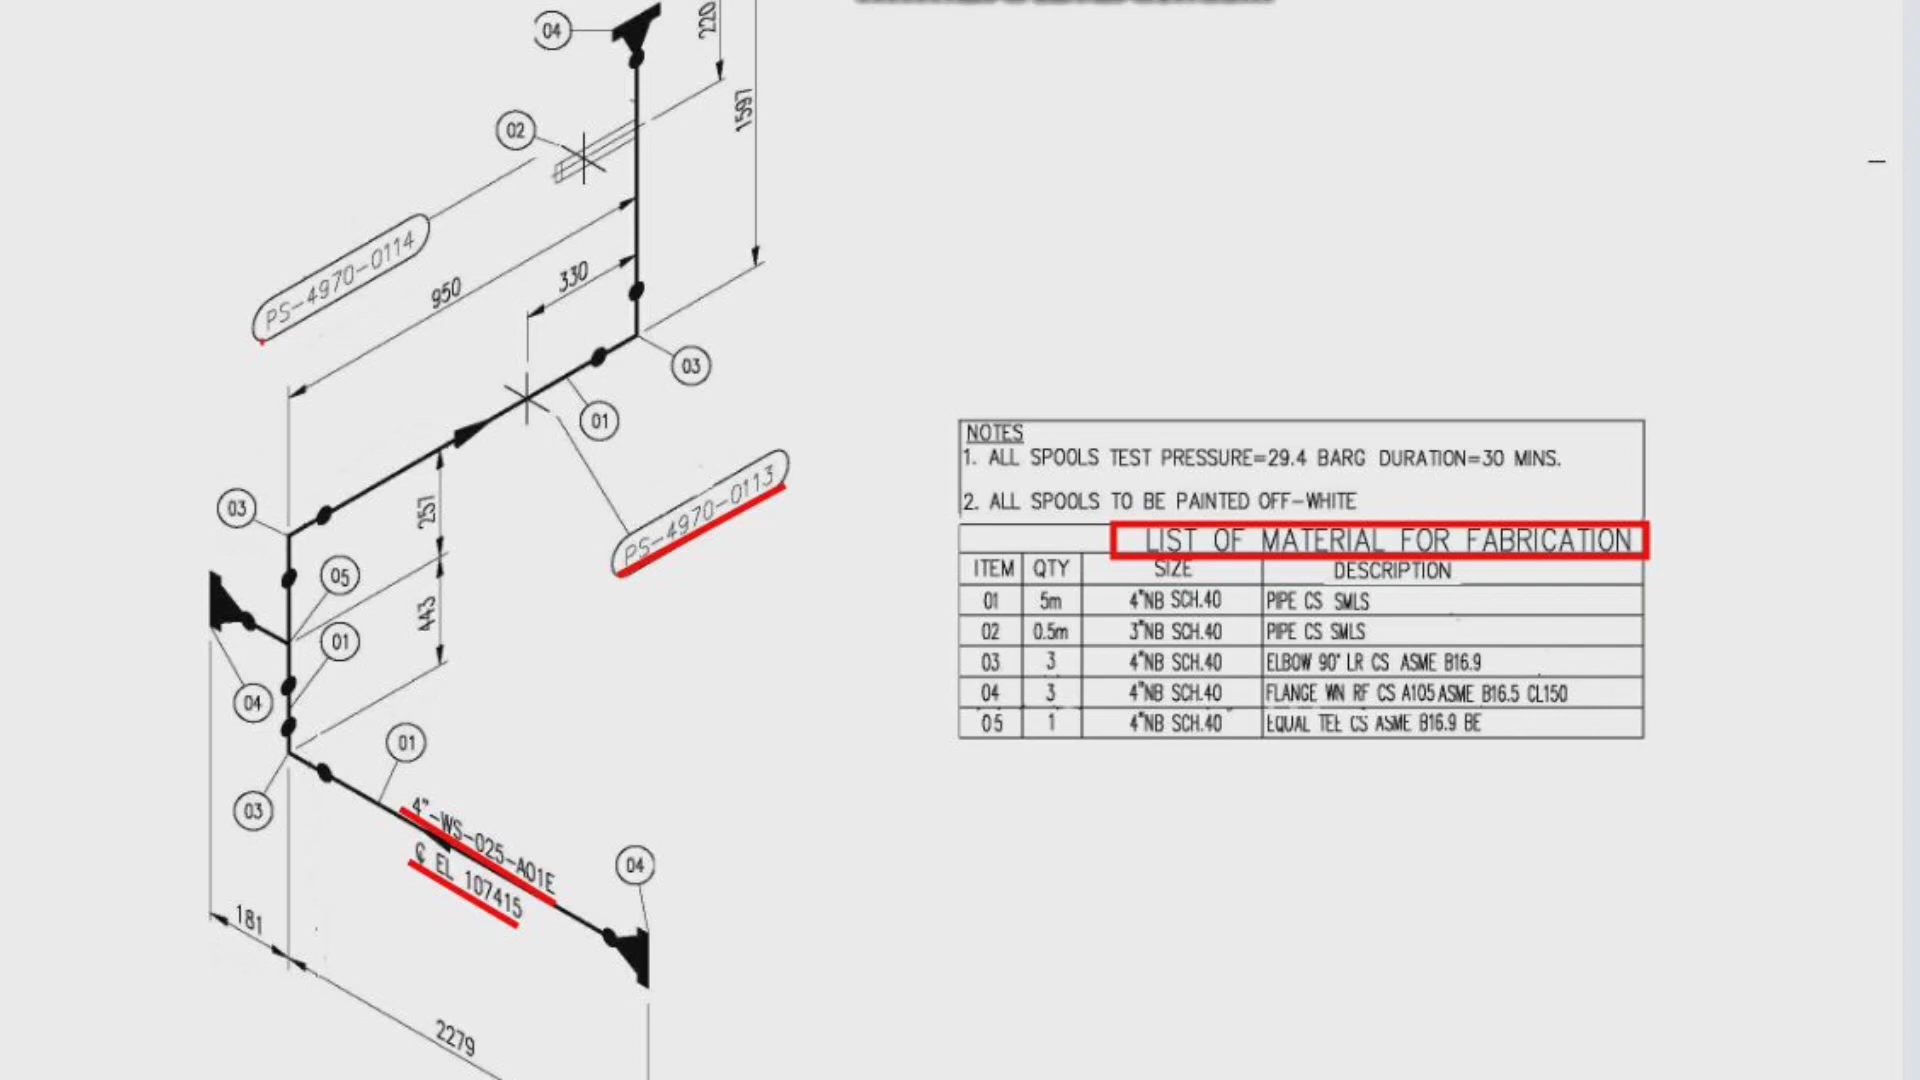 04
220
1597
02
PS-4970-0114
950
330
03
01
PS-4970-0113
03
257
05
443
01
04
01
03
4"-WS-025-A01E
℄ EL 107415
04
181
2279
NOTES
1. ALL SPOOLS TEST PRESSURE=29.4 BARG DURATION=30 MINS.
2. ALL SPOOLS TO BE PAINTED OFF-WHITE
LIST OF MATERIAL FOR FABRICATION
ITEM QTY SIZE DESCRIPTION
01 5m 4"NB SCH.40 PIPE CS SMLS
02 0.5m 3"NB SCH.40 PIPE CS SMLS
03 3 4"NB SCH.40 ELBOW 90° LR CS ASME B16.9
04 3 4"NB SCH.40 FLANGE WN RF CS A105 ASME B16.5 CL150
05 1 4"NB SCH.40 EQUAL TEE CS ASME B16.9 BE